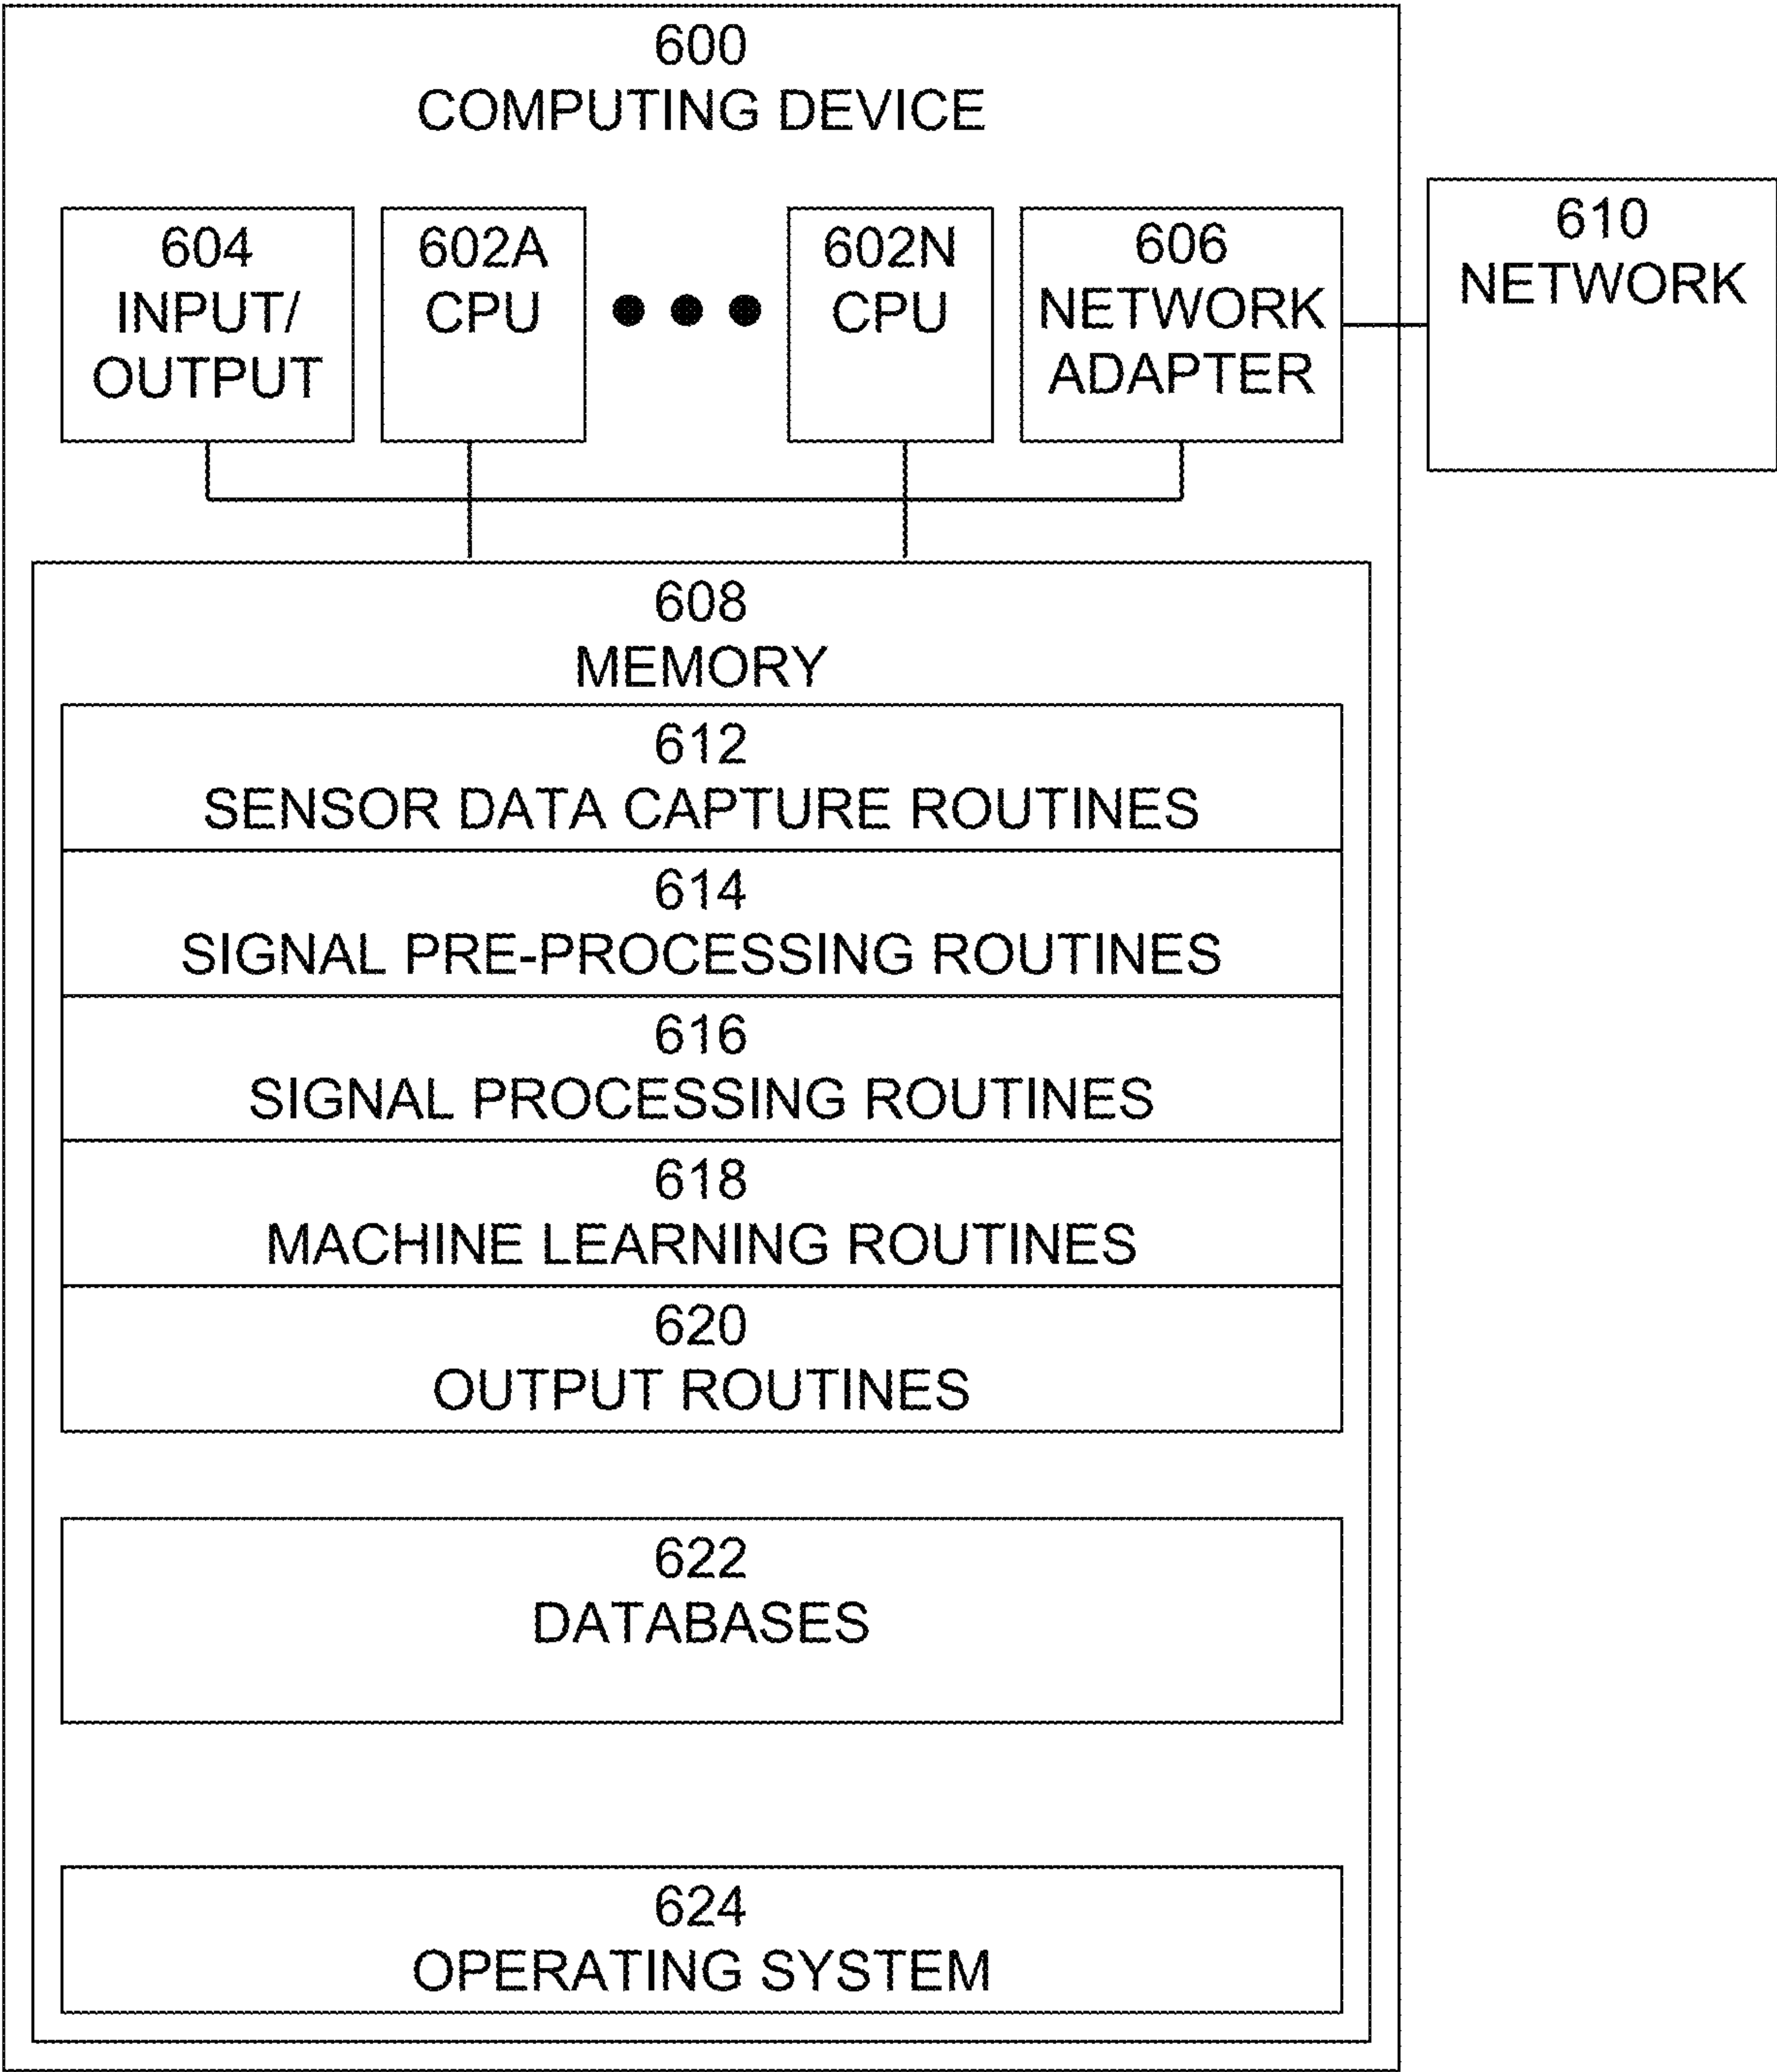 600
COMPUTING DEVICE
604
INPUT/
OUTPUT
602A
CPU
602N
CPU
606
NETWORK
ADAPTER
610
NETWORK
608
MEMORY
612
SENSOR DATA CAPTURE ROUTINES
614
SIGNAL PRE-PROCESSING ROUTINES
616
SIGNAL PROCESSING ROUTINES
618
MACHINE LEARNING ROUTINES
620
OUTPUT ROUTINES
622
DATABASES
624
OPERATING SYSTEM